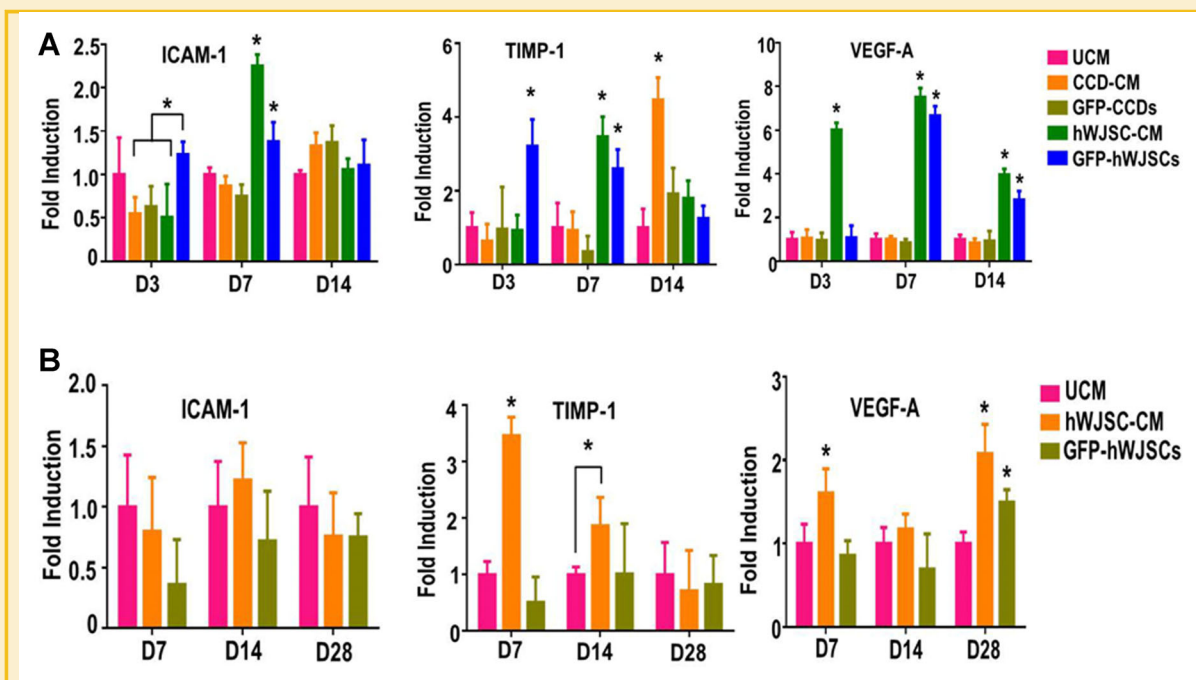 A
ICAM-1
TIMP-1
VEGF-A
UCM
CCD-CM
GFP-CCDs
hWJSC-CM
GFP-hWJSCs
Fold Induction
2.5
2.0
1.5
1.0
0.5
0
*
*
*
D3
D7
D14
Fold Induction
6
4
2
0
*
*
*
*
D3
D7
D14
Fold Induction
10
8
6
4
2
0
*
*
*
*
*
D3
D7
D14
B
ICAM-1
TIMP-1
VEGF-A
UCM
hWJSC-CM
GFP-hWJSCs
Fold Induction
2.0
1.5
1.0
0.5
0
D7
D14
D28
Fold Induction
4
3
2
1
0
*
*
D7
D14
D28
Fold Induction
3
2
1
0
*
*
*
D7
D14
D28